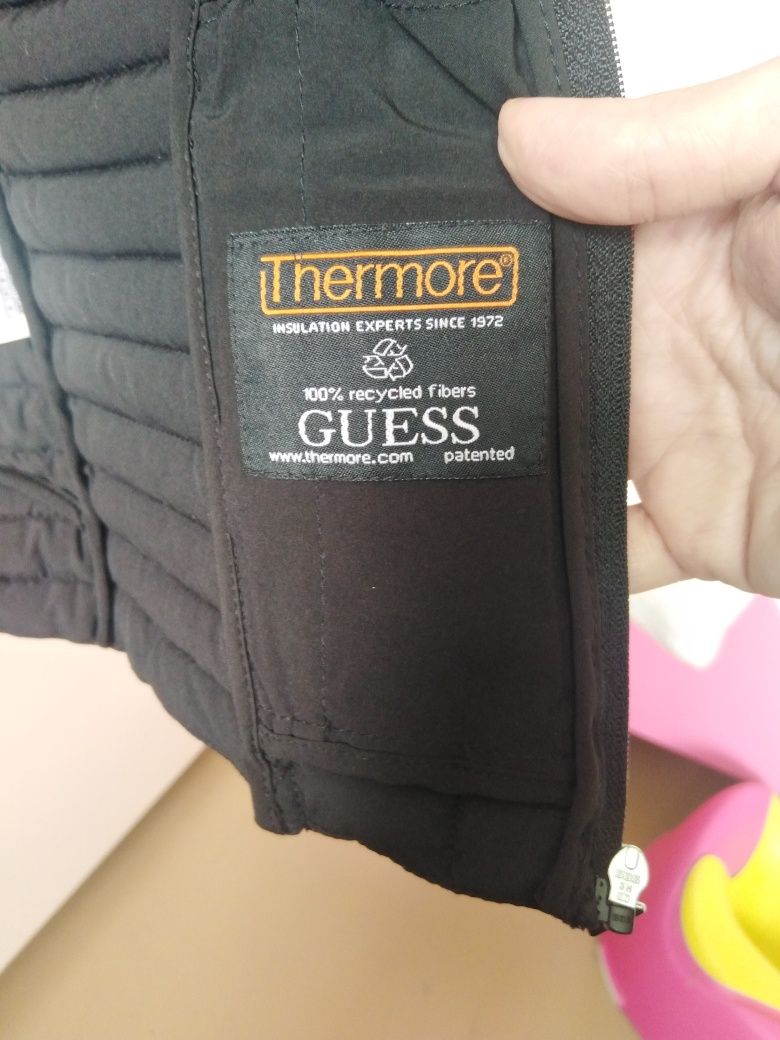 Thermore®
INSULATION EXPERTS SINCE 1972
100% recycled fibers
GUESS
www.thermore.com patented